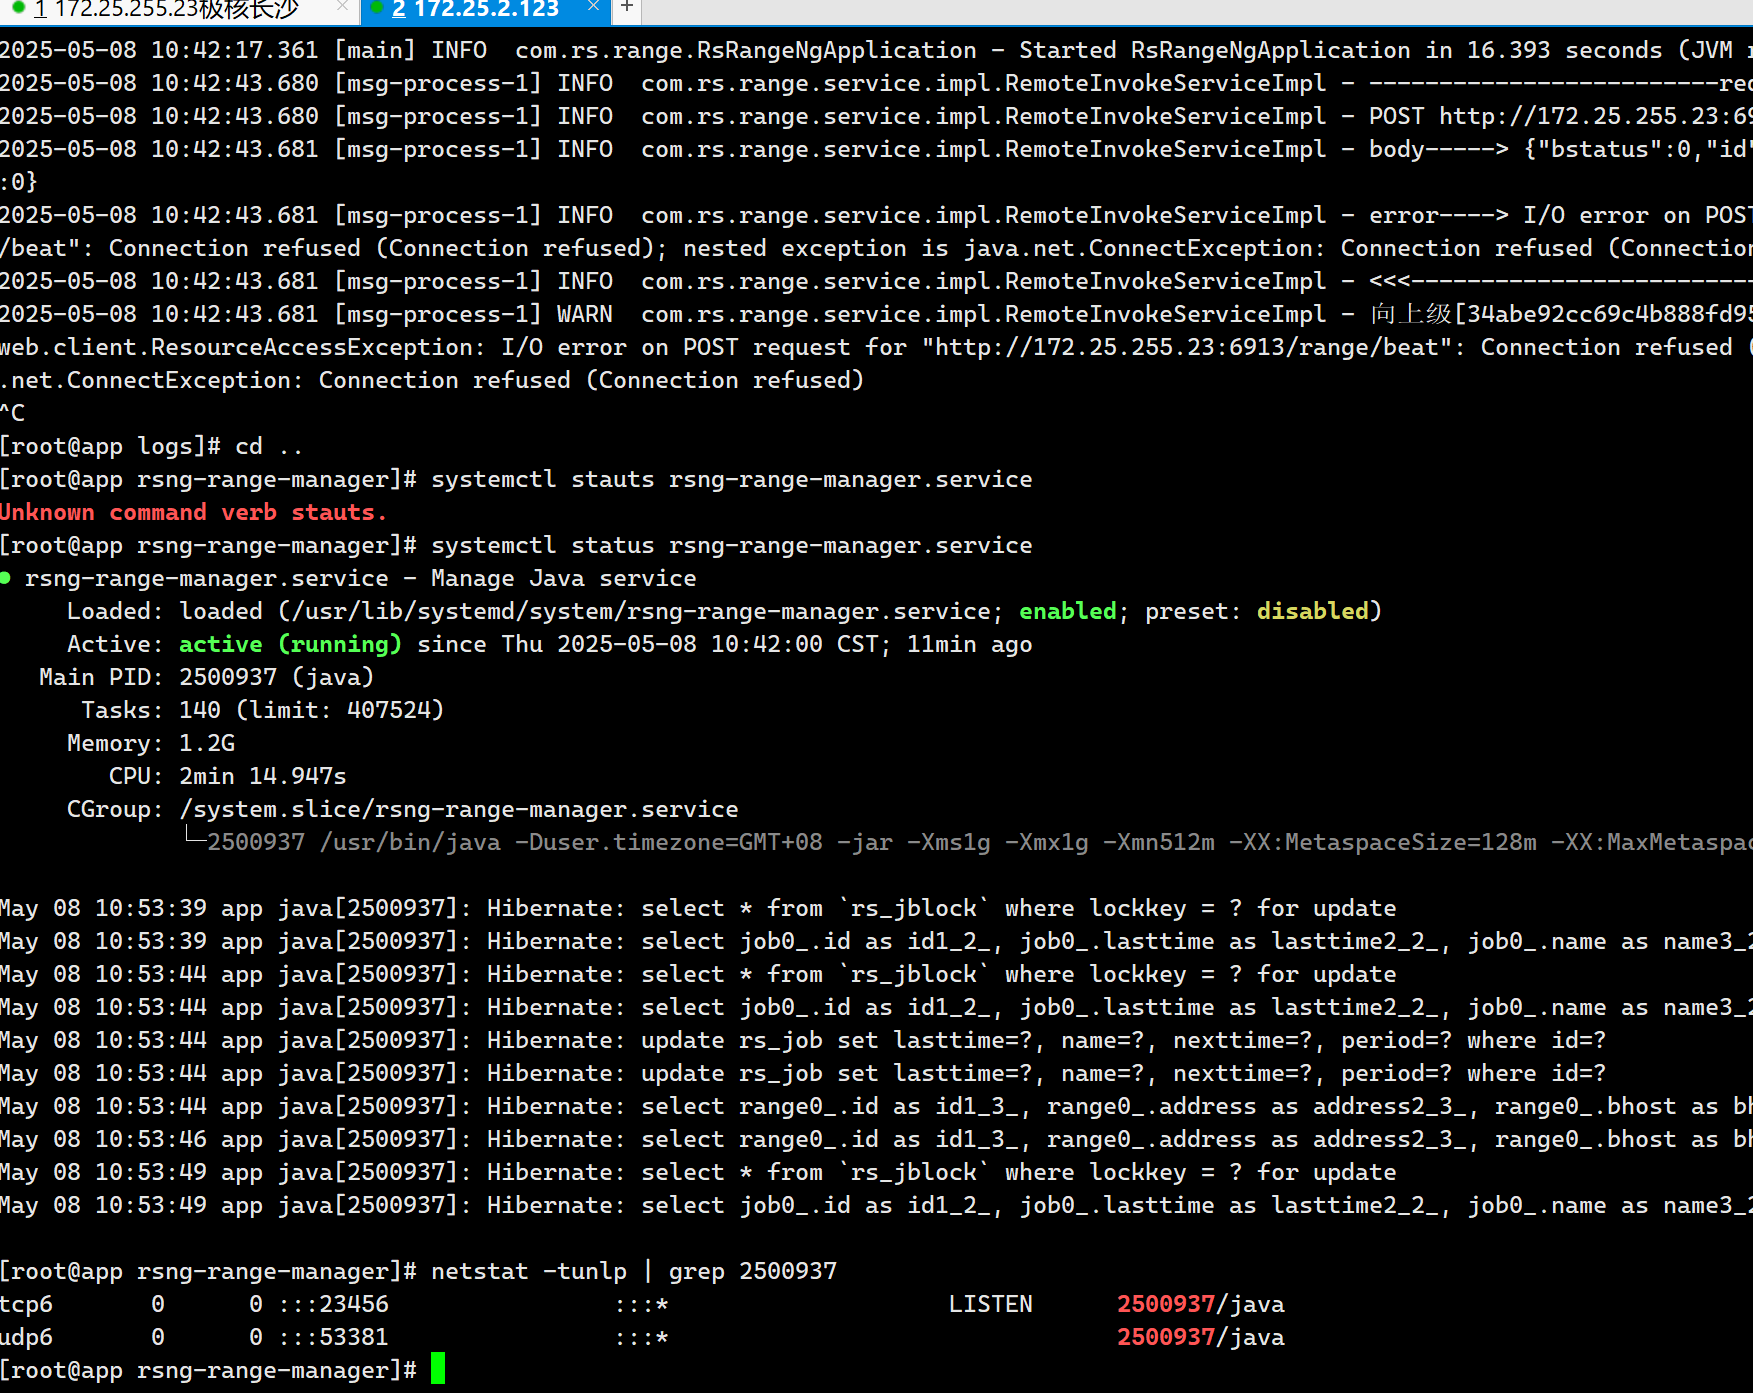 1 172.25.255.23极核长沙 × 2 172.25.2.123 × +
2025-05-08 10:42:17.361 [main] INFO  com.rs.range.RsRangeNgApplication - Started RsRangeNgApplication in 16.393 seconds (JVM
2025-05-08 10:42:43.680 [msg-process-1] INFO  com.rs.range.service.impl.RemoteInvokeServiceImpl - -------------------------
2025-05-08 10:42:43.680 [msg-process-1] INFO  com.rs.range.service.impl.RemoteInvokeServiceImpl - POST http://172.25.255.23:69
2025-05-08 10:42:43.681 [msg-process-1] INFO  com.rs.range.service.impl.RemoteInvokeServiceImpl - body-----> {"bstatus":0,"id"
:0}
2025-05-08 10:42:43.681 [msg-process-1] INFO  com.rs.range.service.impl.RemoteInvokeServiceImpl - error----> I/O error on POST
/beat": Connection refused (Connection refused); nested exception is java.net.ConnectException: Connection refused (Connection
2025-05-08 10:42:43.681 [msg-process-1] INFO  com.rs.range.service.impl.RemoteInvokeServiceImpl - <<<-------------------------
2025-05-08 10:42:43.681 [msg-process-1] WARN  com.rs.range.service.impl.RemoteInvokeServiceImpl - 向上级[34abe92cc69c4b888fd95
web.client.ResourceAccessException: I/O error on POST request for "http://172.25.255.23:6913/range/beat": Connection refused (
.net.ConnectException: Connection refused (Connection refused)
^C
[root@app logs]# cd ..
[root@app rsng-range-manager]# systemctl stauts rsng-range-manager.service
Unknown command verb stauts.
[root@app rsng-range-manager]# systemctl status rsng-range-manager.service
● rsng-range-manager.service - Manage Java service
     Loaded: loaded (/usr/lib/systemd/system/rsng-range-manager.service; enabled; preset: disabled)
     Active: active (running) since Thu 2025-05-08 10:42:00 CST; 11min ago
   Main PID: 2500937 (java)
      Tasks: 140 (limit: 407524)
     Memory: 1.2G
        CPU: 2min 14.947s
     CGroup: /system.slice/rsng-range-manager.service
             └─2500937 /usr/bin/java -Duser.timezone=GMT+08 -jar -Xms1g -Xmx1g -Xmn512m -XX:MetaspaceSize=128m -XX:MaxMetaspac
May 08 10:53:39 app java[2500937]: Hibernate: select * from `rs_jblock` where lockkey = ? for update
May 08 10:53:39 app java[2500937]: Hibernate: select job0_.id as id1_2_, job0_.lasttime as lasttime2_2_, job0_.name as name3_2
May 08 10:53:44 app java[2500937]: Hibernate: select * from `rs_jblock` where lockkey = ? for update
May 08 10:53:44 app java[2500937]: Hibernate: select job0_.id as id1_2_, job0_.lasttime as lasttime2_2_, job0_.name as name3_2
May 08 10:53:44 app java[2500937]: Hibernate: update rs_job set lasttime=?, name=?, nexttime=?, period=? where id=?
May 08 10:53:44 app java[2500937]: Hibernate: update rs_job set lasttime=?, name=?, nexttime=?, period=? where id=?
May 08 10:53:44 app java[2500937]: Hibernate: select range0_.id as id1_3_, range0_.address as address2_3_, range0_.bhost as bh
May 08 10:53:46 app java[2500937]: Hibernate: select range0_.id as id1_3_, range0_.address as address2_3_, range0_.bhost as bh
May 08 10:53:49 app java[2500937]: Hibernate: select * from `rs_jblock` where lockkey = ? for update
May 08 10:53:49 app java[2500937]: Hibernate: select job0_.id as id1_2_, job0_.lasttime as lasttime2_2_, job0_.name as name3_2
[root@app rsng-range-manager]# netstat -tunlp | grep 2500937
tcp6       0      0 :::23456                :::*                    LISTEN      2500937/java
udp6       0      0 :::53381                :::*                                2500937/java
[root@app rsng-range-manager]#